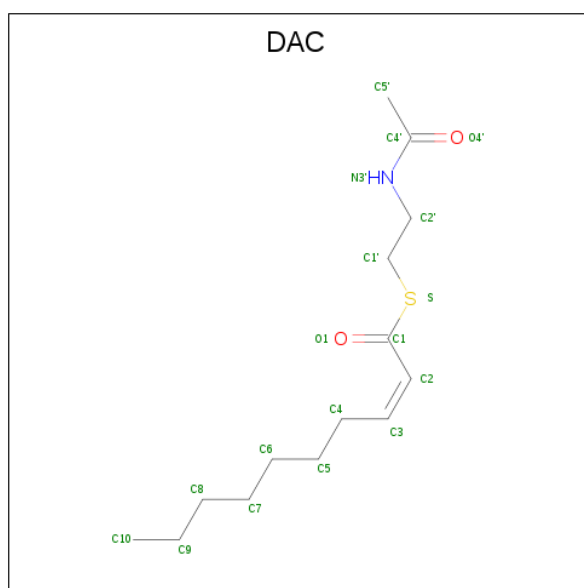 DAC
C5'
C4' O O4'
N3' HN
C2'
C1'
S S
O1 O C1
C2
C4
C3
C6
C5
C8
C7
C10
C9